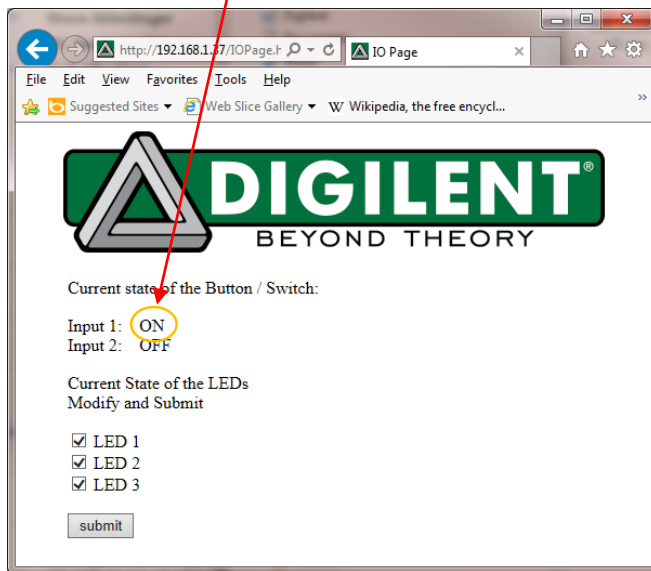 http://192.168.1.37/IOPage.h
IO Page
File Edit View Favorites Tools Help
Suggested Sites Web Slice Gallery W Wikipedia, the free encycl...
DIGILENT®
BEYOND THEORY
Current state of the Button / Switch:
Input 1: ON
Input 2: OFF
Current State of the LEDs
Modify and Submit
LED 1
LED 2
LED 3
submit